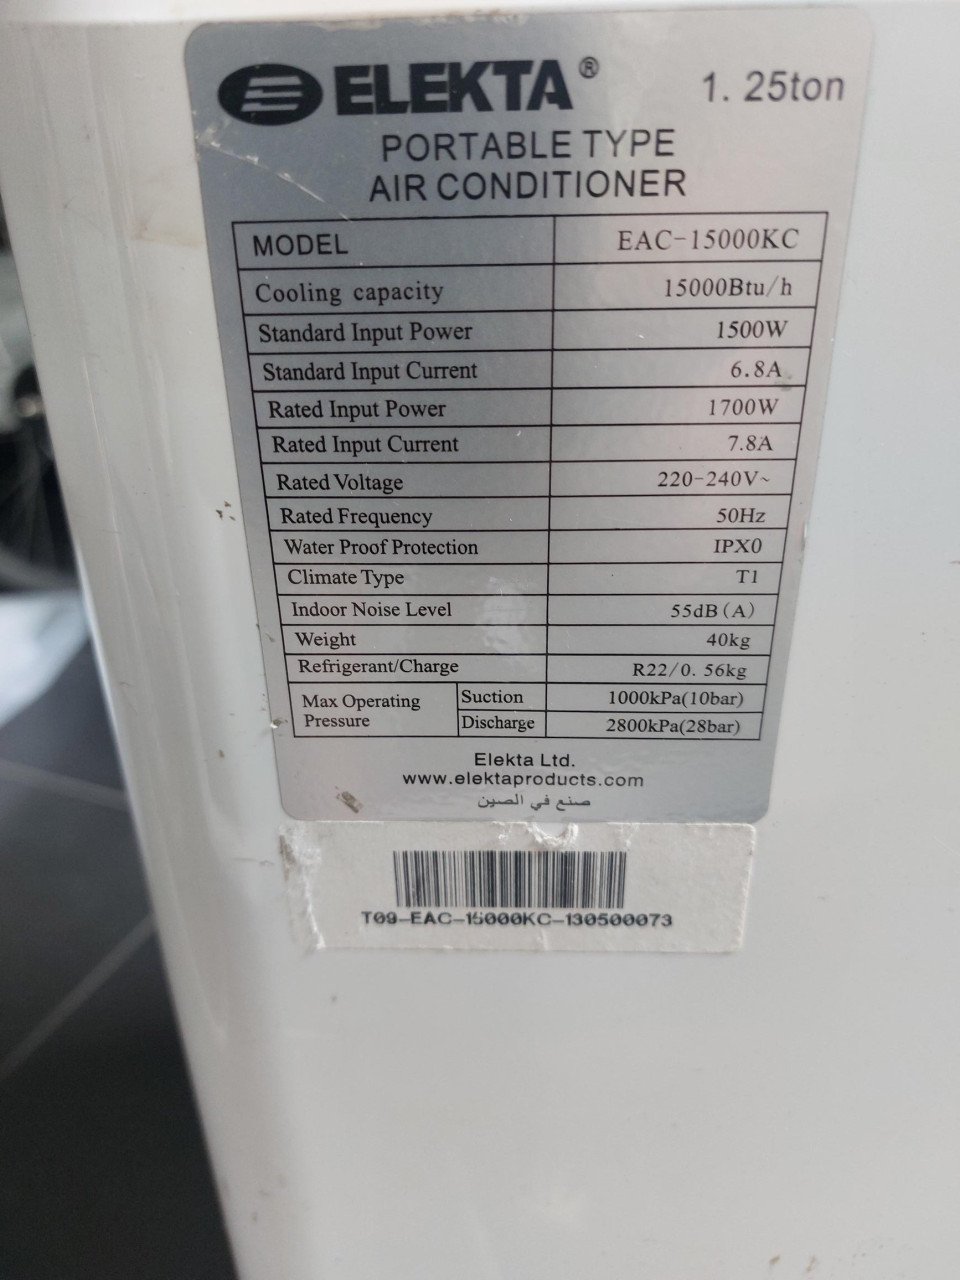 ELEKTA® 1.25ton
PORTABLE TYPE
AIR CONDITIONER
MODEL EAC-15000KC
Cooling capacity 15000Btu/h
Standard Input Power 1500W
Standard Input Current 6.8A
Rated Input Power 1700W
Rated Input Current 7.8A
Rated Voltage 220-240V~
Rated Frequency 50Hz
Water Proof Protection IPX0
Climate Type T1
Indoor Noise Level 55dB(A)
Weight 40kg
Refrigerant/Charge R22/0.56kg
Max Operating Pressure Suction 1000kPa(10bar)
Discharge 2800kPa(28bar)
Elekta Ltd.
www.elektaproducts.com
صنع في الصين
T09-EAC-15000KC-130500073